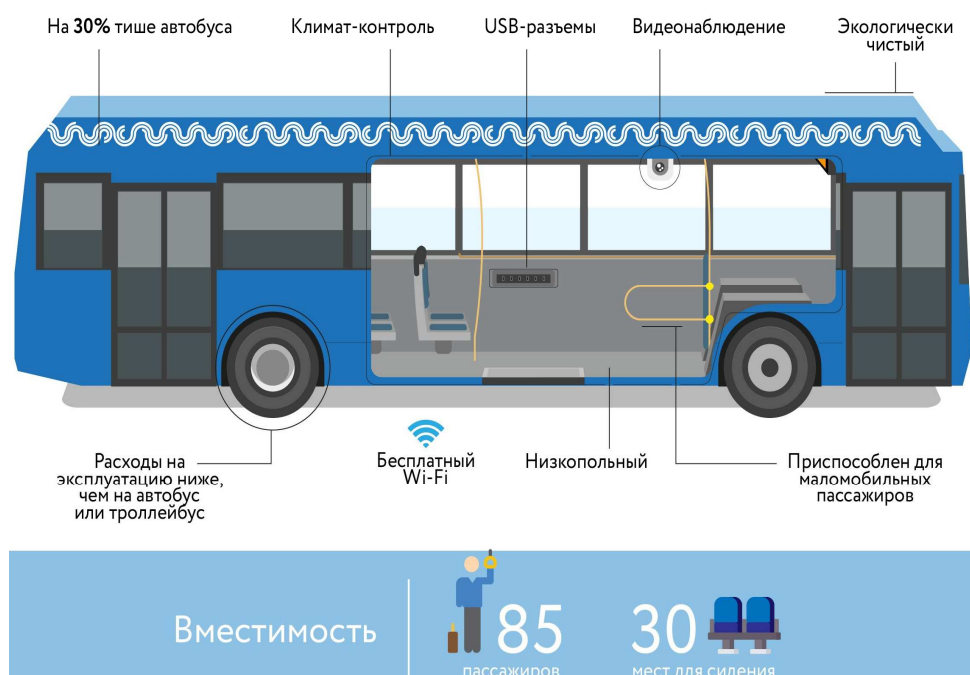 На 30% тише автобуса
Климат-контроль
USB-разъемы
Видеонаблюдение
Экологически
чистый
Расходы на
эксплуатацию ниже,
чем на автобус
или троллейбус
Бесплатный
Wi-Fi
Низкопольный
Приспособлен для
маломобильных
пассажиров
Вместимость
85
пассажиров
30
мест для сидения